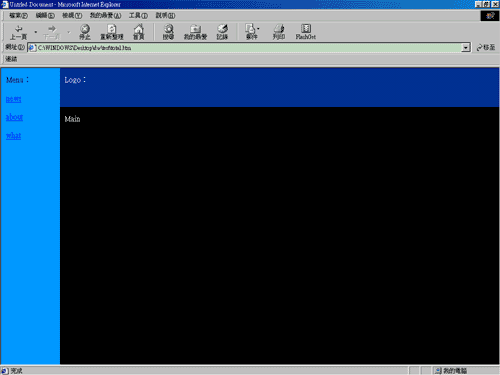 Untitled Document - Microsoft Internet Explorer
檔案(F) 編輯(E) 檢視(V) 我的最愛(A) 工具(T) 說明(H)
上一頁 下一頁 停止 重新整理 首頁 搜尋 我的最愛 記錄 郵件 列印 FlashGet
網址(D) 移至
連結
Menu：
news
about
what
Logo：
Main
完成
我的電腦